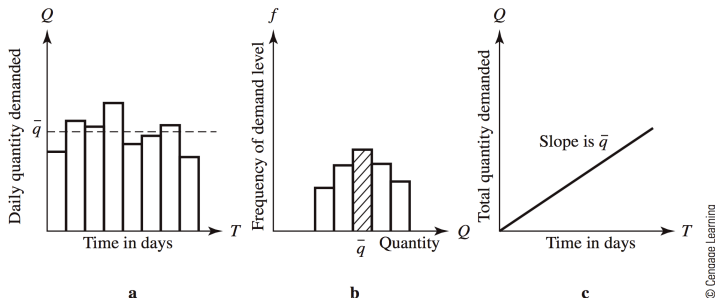 Q
Daily quantity demanded
q̄
Time in days
T
a
f
Frequency of demand level
q̄
Quantity
Q
b
Q
Total quantity demanded
Slope is q̄
Time in days
T
c
© Cengage Learning